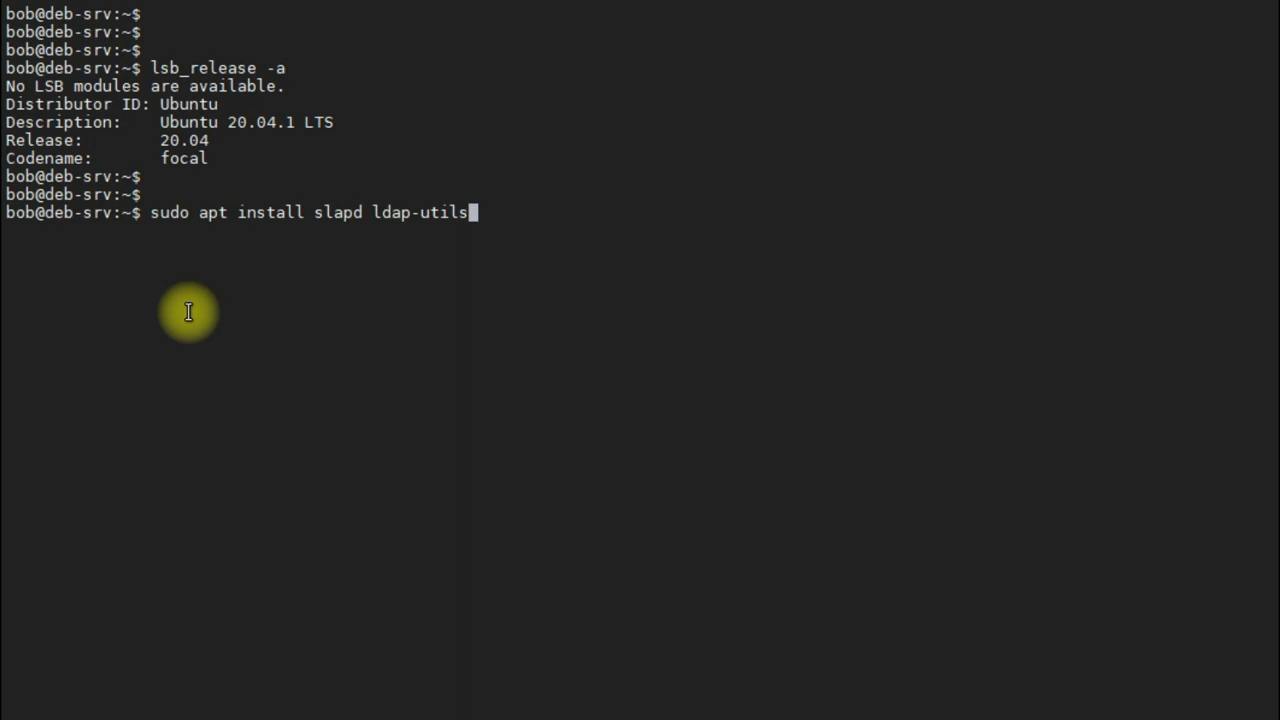 bob@deb-srv:~$
bob@deb-srv:~$
bob@deb-srv:~$
bob@deb-srv:~$ lsb_release -a
No LSB modules are available.
Distributor ID: Ubuntu
Description:    Ubuntu 20.04.1 LTS
Release:        20.04
Codename:       focal
bob@deb-srv:~$
bob@deb-srv:~$
bob@deb-srv:~$ sudo apt install slapd ldap-utils